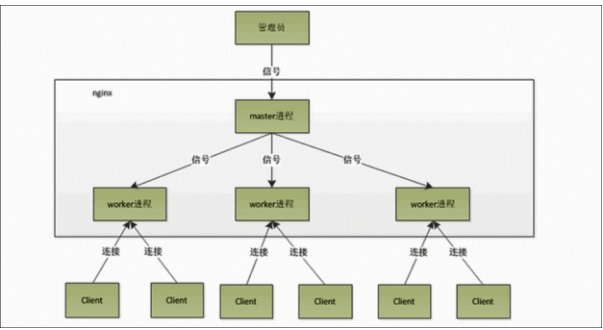 管理员
信号
nginx
master进程
信号
信号
信号
worker进程
worker进程
worker进程
连接
连接
连接
连接
连接
连接
Client
Client
Client
Client
Client
Client